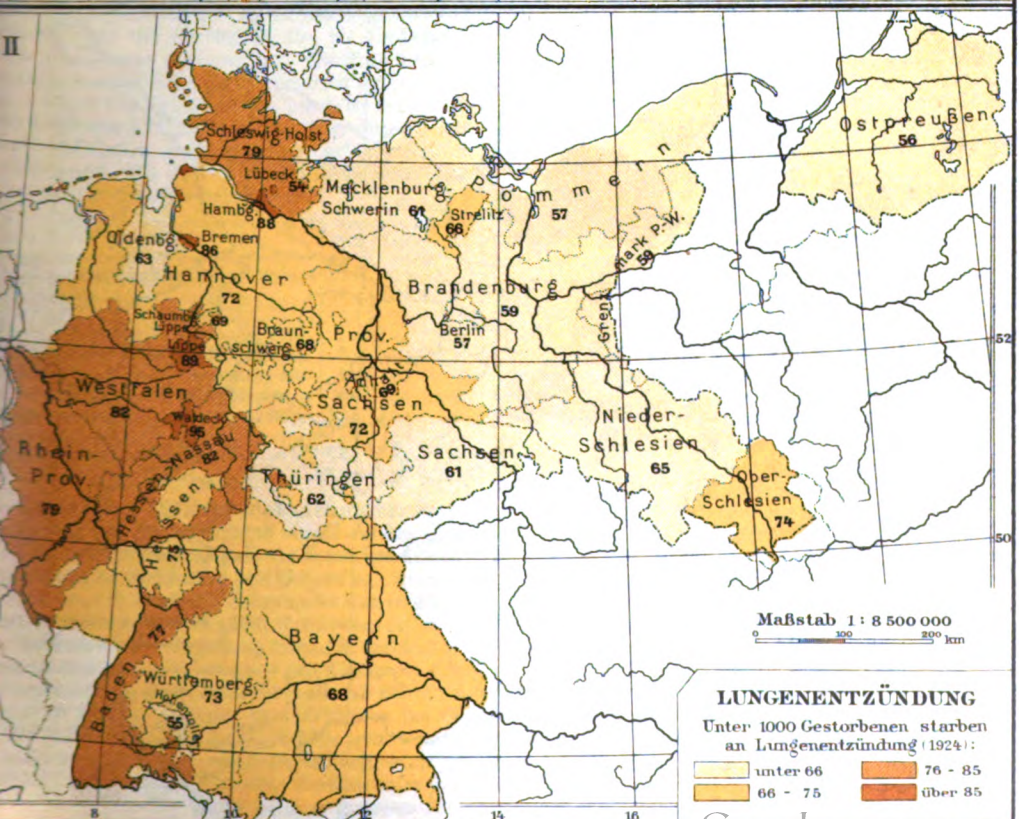 II
Schleswig-Holst.
79
Lübeck
54
Ostpreußen
56
Mecklenburg-
Schwerin 61
Strelitz
66
Pommern
57
Grenzmark P.-W.
59
Hambg.
88
Bremen
86
Oldenbg.
63
Hannover
72
Schaumb.
Lippe
69
Lippe
89
Braun-
schweig 68
Brandenburg
59
Berlin
57
Prov.
Sachsen
72
Anhalt
69
Westfalen
82
Waldeck
95
Rhein-
Prov.
79
Hessen-Nassau
82
Hessen
75
Thüringen
62
Sachsen
61
Nieder-
Schlesien
65
Ober-
Schlesien
74
Bayern
68
Baden
77
Württemberg
73
55
52
50
8
10
12
14
16
Maßstab 1 : 8 500 000
0 100 200 km
LUNGENENTZÜNDUNG
Unter 1000 Gestorbenen starben
an Lungenentzündung (1924):
unter 66
76 - 85
66 - 75
über 85